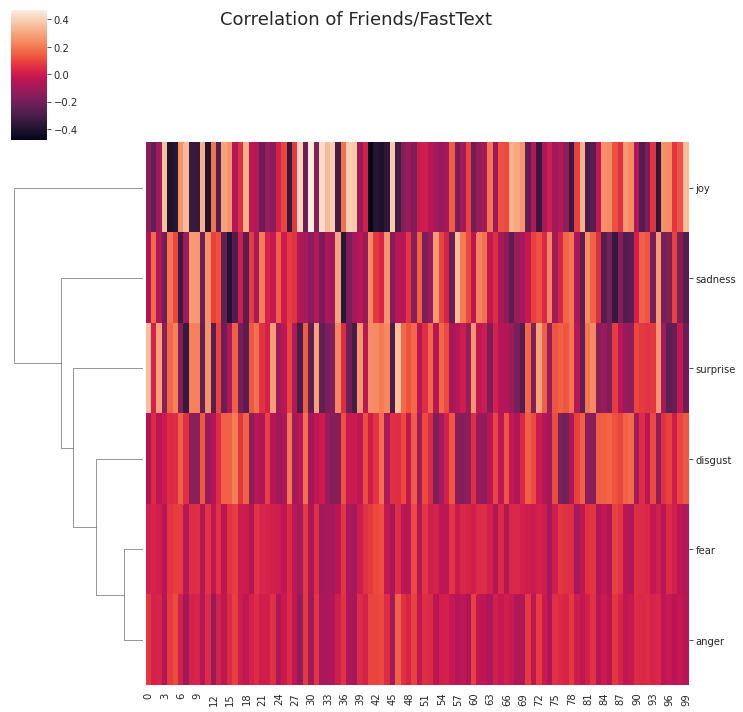 Correlation of Friends/FastText
0.4
0.2
0.0
−0.2
−0.4
joy
sadness
surprise
disgust
fear
anger
0 3 6 9 12 15 18 21 24 27 30 33 36 39 42 45 48 51 54 57 60 63 66 69 72 75 78 81 84 87 90 93 96 99